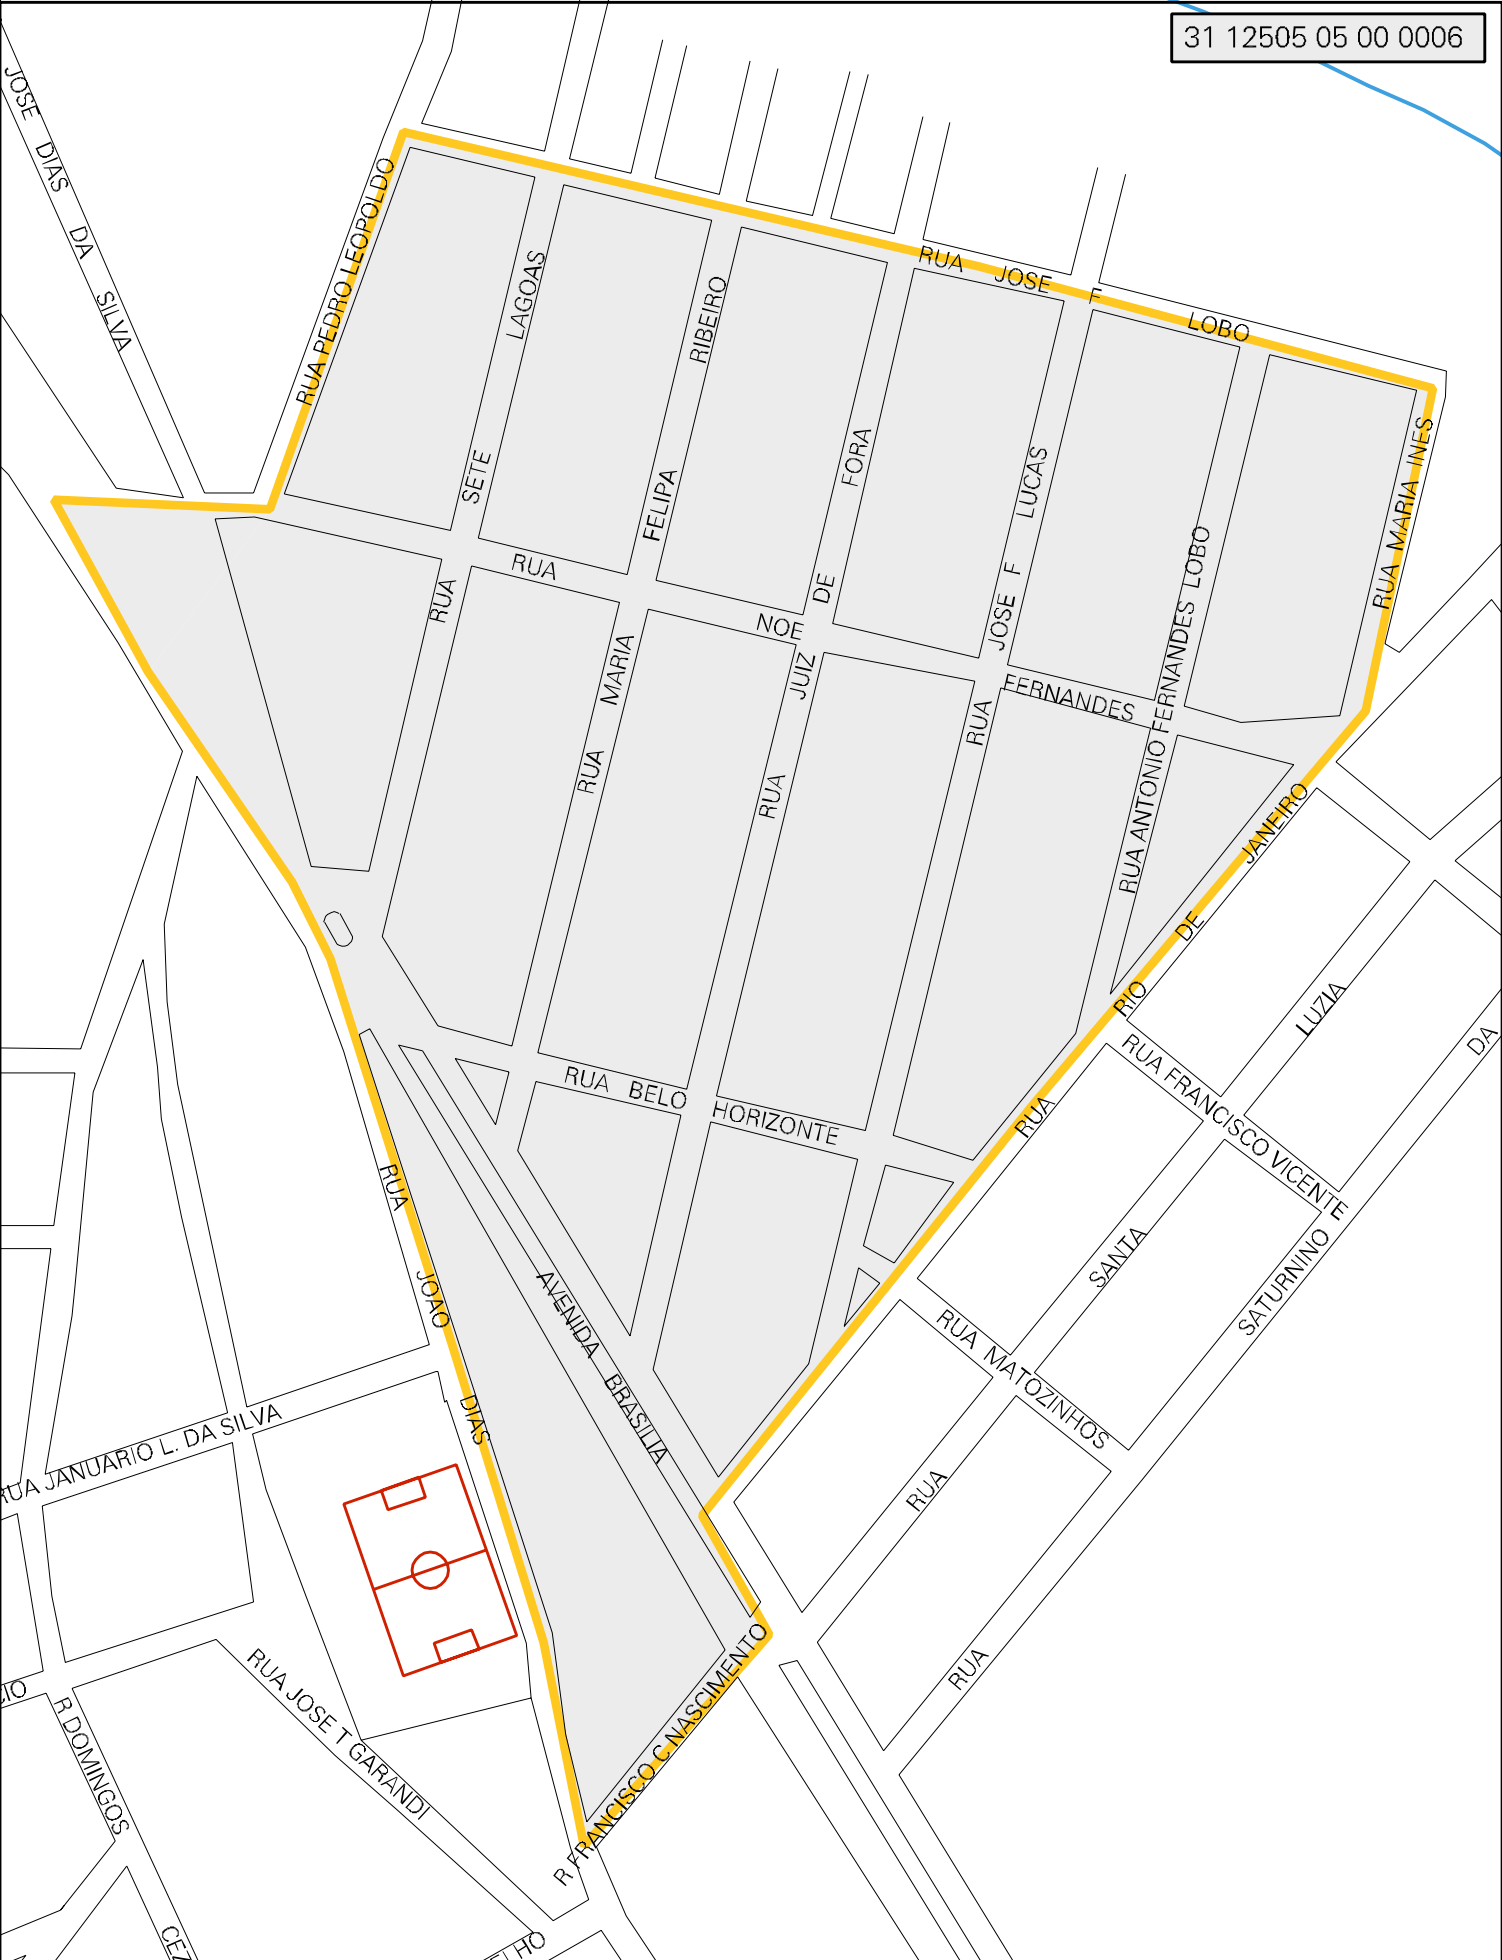 31 12505 05 00 0006
JOSE DIAS DA SILVA
RUA PEDRO LEOPOLDO
RUA JOSE F LOBO
RUA SETE LAGOAS
RUA MARIA FELIPA RIBEIRO
RUA JUIZ DE FORA
RUA JOSE F LUCAS
RUA ANTONIO FERNANDES LOBO
RUA MARIA INES
RUA NOE FERNANDES
RUA BELO HORIZONTE
RUA RIO DE JANEIRO
RUA SANTA LUZIA
RUA FRANCISCO VICENTE
RUA SATURNINO DA
RUA MATOZINHOS
RUA JOAO DIAS
AVENIDA BRASILIA
RUA JANUARIO L. DA SILVA
RUA JOSE T GARANDI
R DOMINGOS
R FRANCISCO C NASCIMENTO